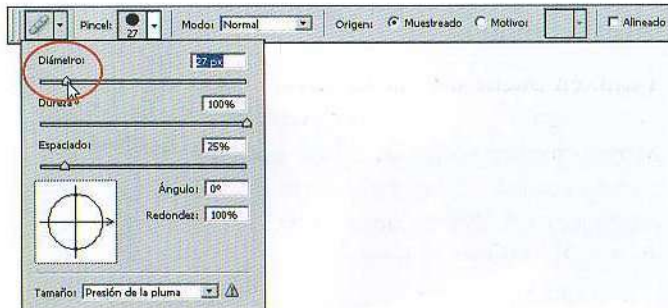 Pincel: 27 Modo: Normal Origen: Muestreado Motivo: Alineado
Diámetro: 27 px
Dureza: 100%
Espaciado: 25%
Ángulo: 0º
Redondez: 100%
Tamaño: Presión de la pluma